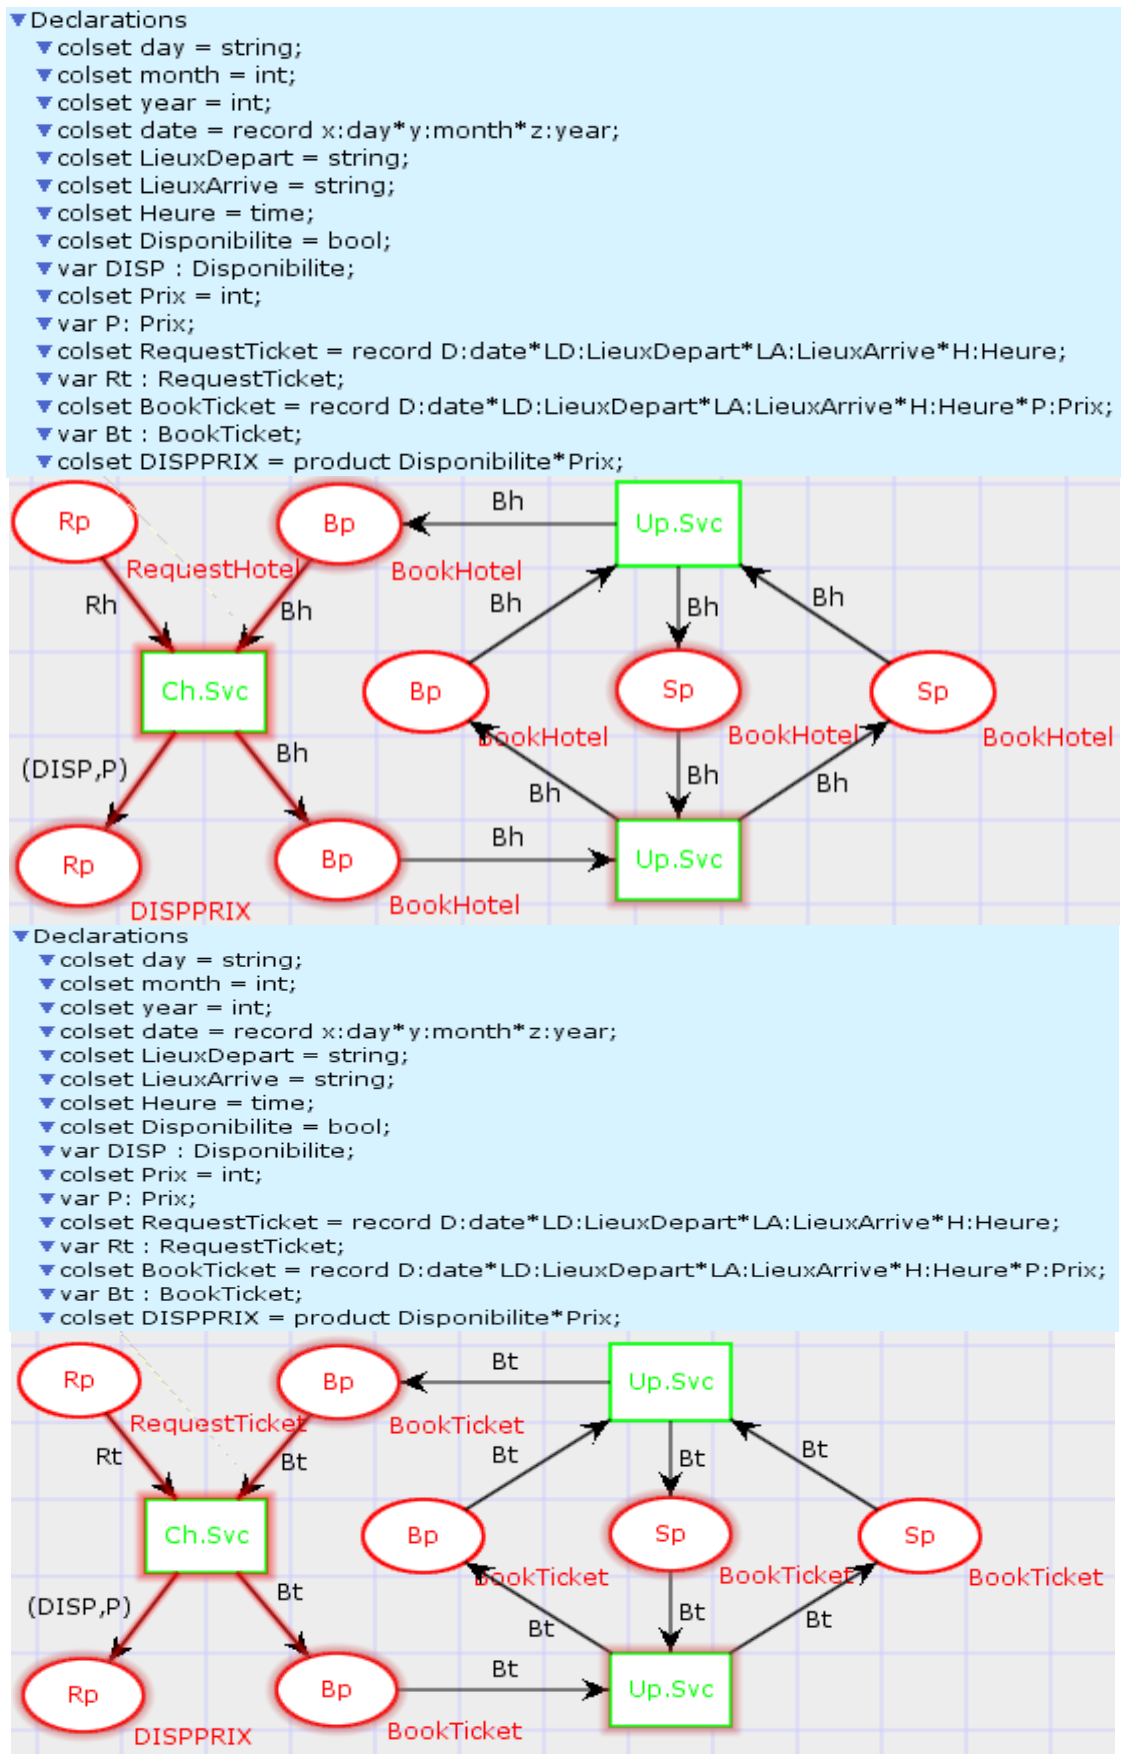 Declarations
colset day = string;
colset month = int;
colset year = int;
colset date = record x:day*y:month*z:year;
colset LieuxDepart = string;
colset LieuxArrive = string;
colset Heure = time;
colset Disponibilite = bool;
var DISP : Disponibilite;
colset Prix = int;
var P: Prix;
colset RequestTicket = record D:date*LD:LieuxDepart*LA:LieuxArrive*H:Heure;
var Rt : RequestTicket;
colset BookTicket = record D:date*LD:LieuxDepart*LA:LieuxArrive*H:Heure*P:Prix;
var Bt : BookTicket;
colset DISPPRIX = product Disponibilite*Prix;
Rp
Bp
Bh
Up.Svc
RequestHotel
BookHotel
Rh
Bh
Bh
Bh
Bh
Ch.Svc
Bp
Sp
Sp
BookHotel
BookHotel
BookHotel
(DISP,P)
Bh
Bh
Bh
Bh
Rp
Bp
Bh
Up.Svc
DISPPRIX
BookHotel
Declarations
colset day = string;
colset month = int;
colset year = int;
colset date = record x:day*y:month*z:year;
colset LieuxDepart = string;
colset LieuxArrive = string;
colset Heure = time;
colset Disponibilite = bool;
var DISP : Disponibilite;
colset Prix = int;
var P: Prix;
colset RequestTicket = record D:date*LD:LieuxDepart*LA:LieuxArrive*H:Heure;
var Rt : RequestTicket;
colset BookTicket = record D:date*LD:LieuxDepart*LA:LieuxArrive*H:Heure*P:Prix;
var Bt : BookTicket;
colset DISPPRIX = product Disponibilite*Prix;
Rp
Bp
Bt
Up.Svc
RequestTicket
BookTicket
Rt
Bt
Bt
Bt
Bt
Ch.Svc
Bp
Sp
Sp
BookTicket
BookTicket
BookTicket
(DISP,P)
Bt
Bt
Bt
Bt
Rp
Bp
Bt
Up.Svc
DISPPRIX
BookTicket